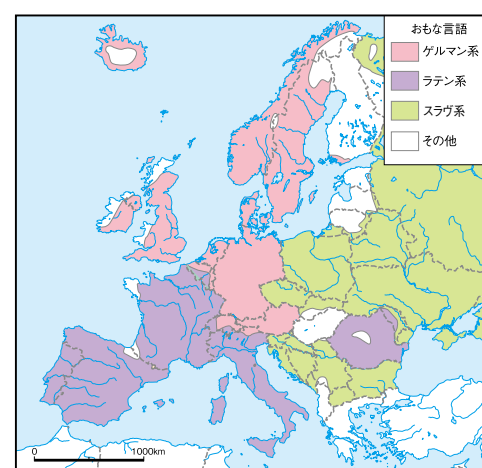 おもな言語
ゲルマン系
ラテン系
スラヴ系
その他
0 1000km